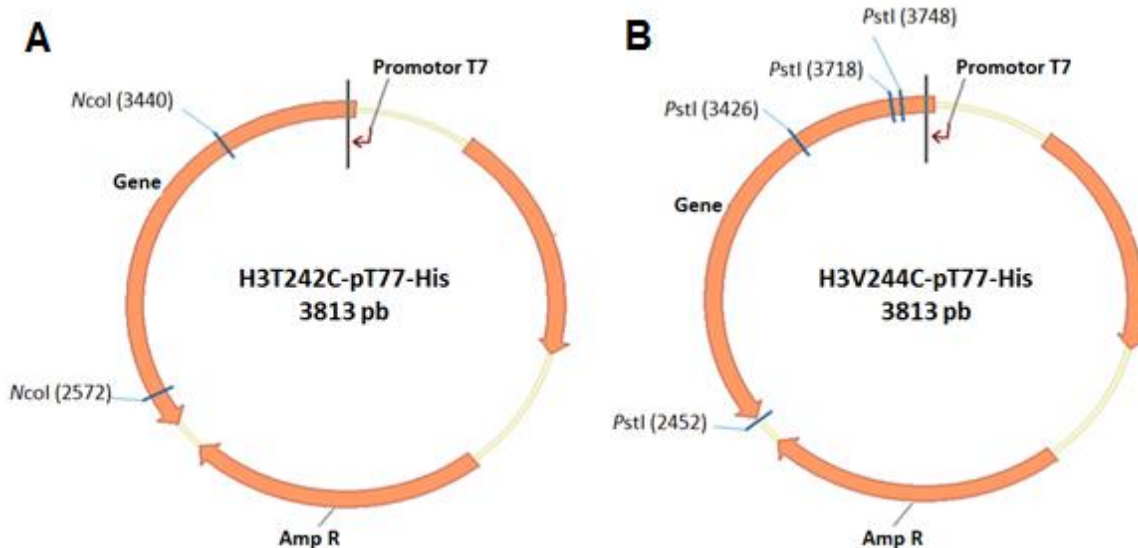 A
NcoI (3440)
Promotor T7
Gene
H3T242C-pT77-His
3813 pb
NcoI (2572)
Amp R
B
PstI (3748)
PstI (3718)
Promotor T7
PstI (3426)
Gene
H3V244C-pT77-His
3813 pb
PstI (2452)
Amp R